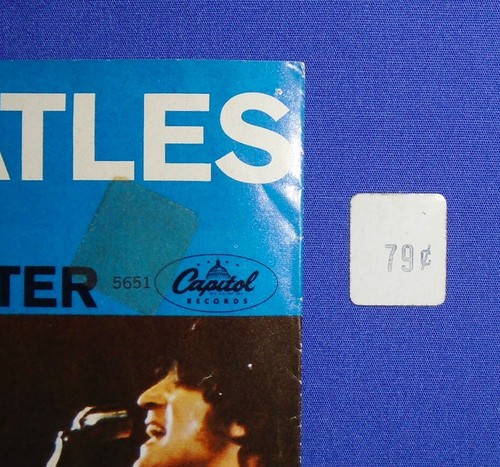 ATLES
TER 5651 Capitol
RECORDS
79¢